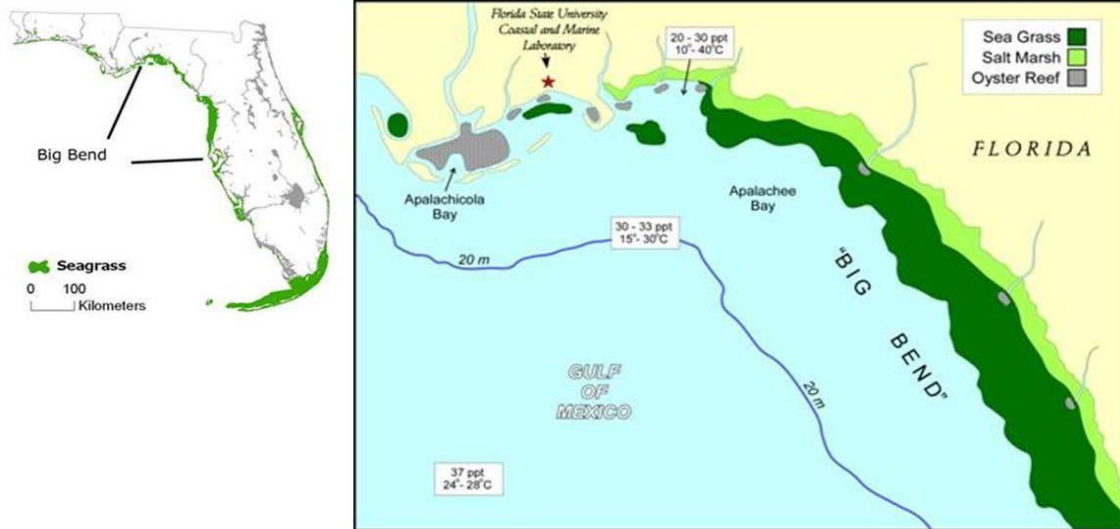 Big Bend
Seagrass
0 100
Kilometers
Florida State University
Coastal and Marine
Laboratory
20 - 30 ppt
10°- 40°C
Sea Grass
Salt Marsh
Oyster Reef
FLORIDA
Apalachicola
Bay
Apalachee
Bay
30 - 33 ppt
15°- 30°C
20 m
"BIG
BEND"
20 m
GULF
OF
MEXICO
37 ppt
24°- 28°C